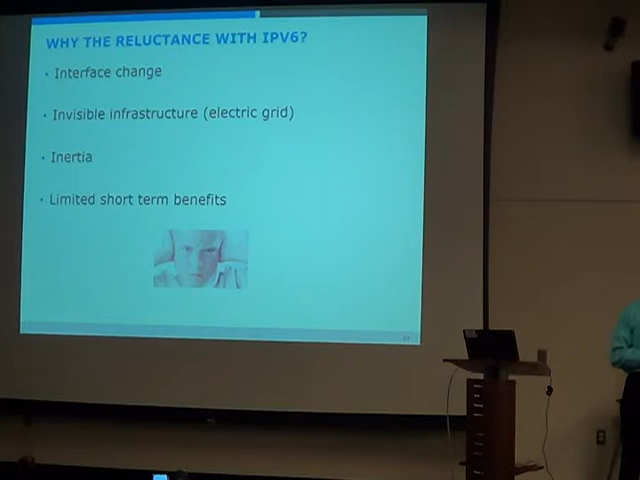 WHY THE RELUCTANCE WITH IPV6?
• Interface change
• Invisible infrastructure (electric grid)
• Inertia
• Limited short term benefits